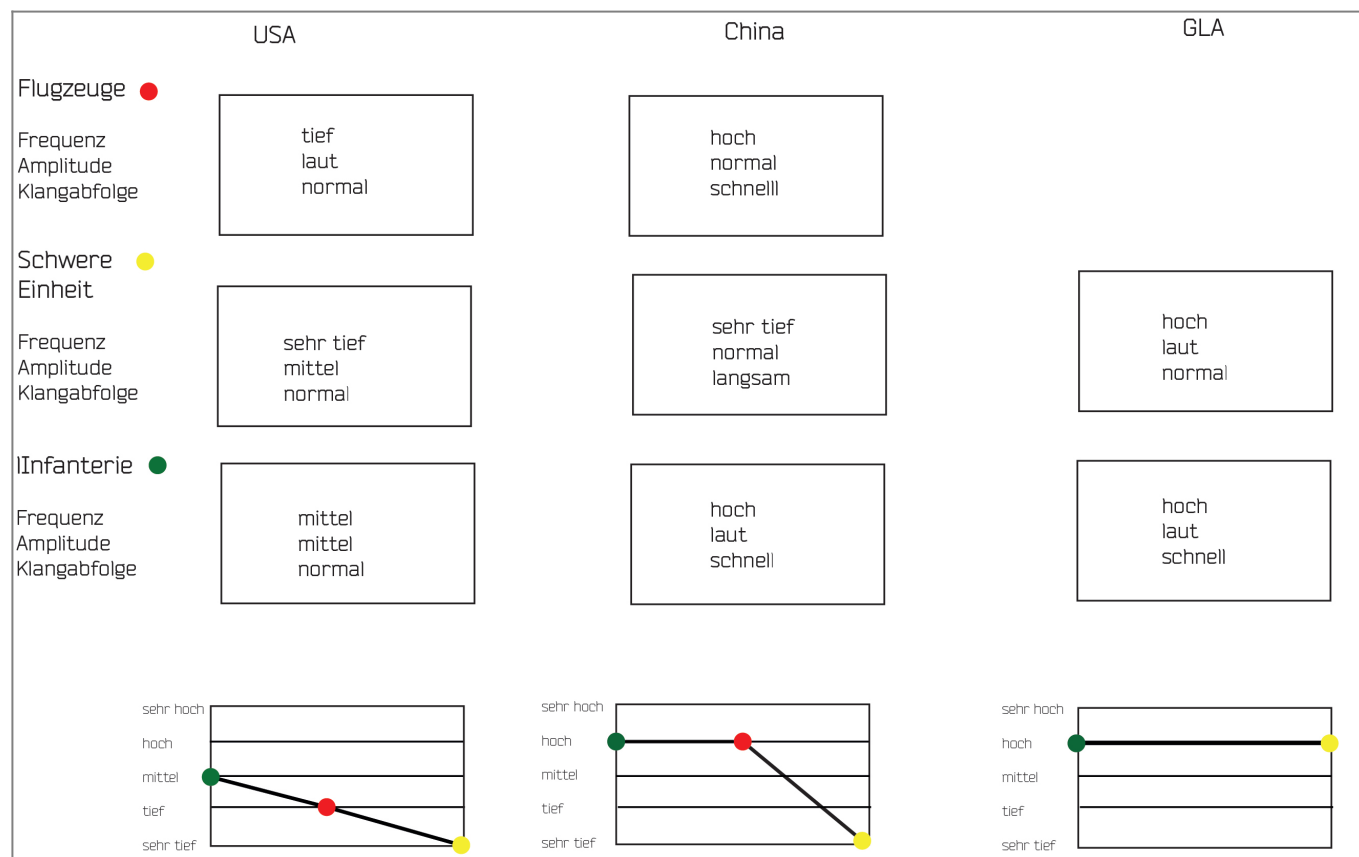 USA
China
GLA
Flugzeuge
Frequenz
Amplitude
Klangabfolge
tief
laut
normal
hoch
normal
schnelll
Schwere
Einheit
Frequenz
Amplitude
Klangabfolge
sehr tief
mittel
normal
sehr tief
normal
langsam
hoch
laut
normal
IInfanterie
Frequenz
Amplitude
Klangabfolge
mittel
mittel
normal
hoch
laut
schnell
hoch
laut
schnell
sehr hoch
hoch
mittel
tief
sehr tief
sehr hoch
hoch
mittel
tief
sehr tief
sehr hoch
hoch
mittel
tief
sehr tief